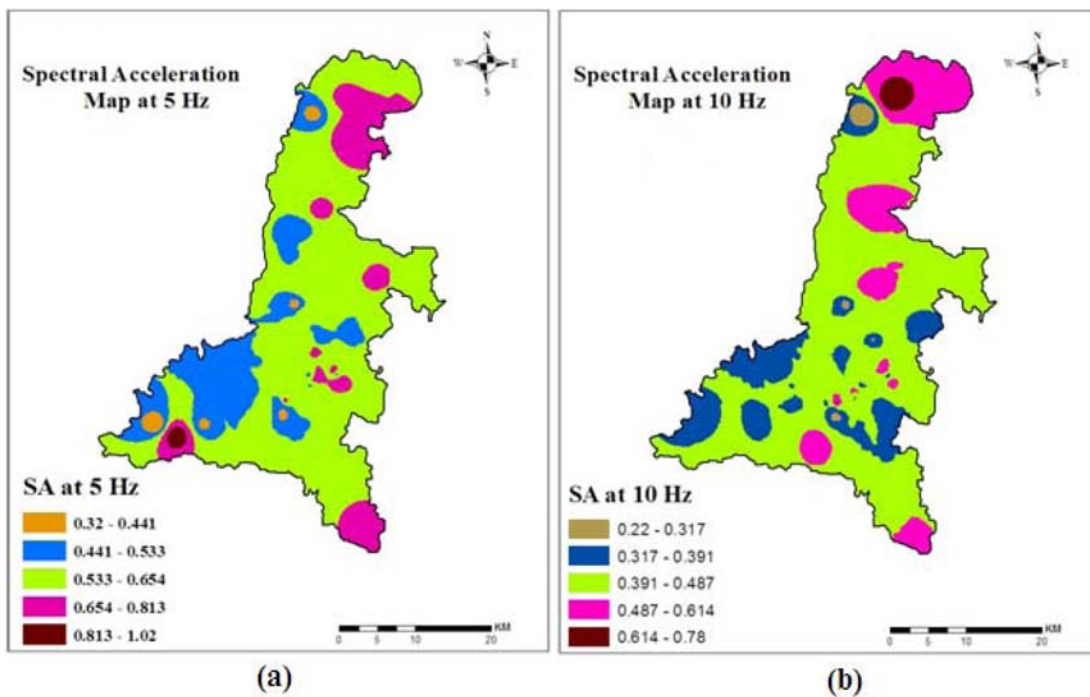 Spectral Acceleration
Map at 5 Hz
N
W E
S
SA at 5 Hz
0.32 - 0.441
0.441 - 0.533
0.533 - 0.654
0.654 - 0.813
0.813 - 1.02
KM
0 5 10 20
(a)
Spectral Acceleration
Map at 10 Hz
N
W E
S
SA at 10 Hz
0.22 - 0.317
0.317 - 0.391
0.391 - 0.487
0.487 - 0.614
0.614 - 0.78
KM
0 5 10 20
(b)